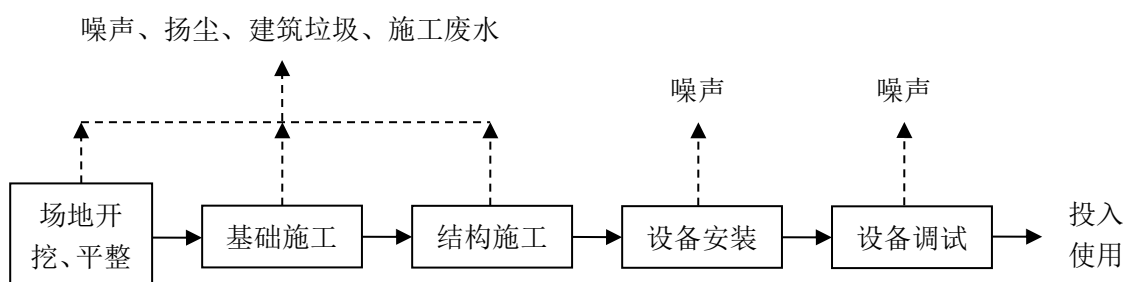 噪声、扬尘、建筑垃圾、施工废水
噪声
噪声
场地开
挖、平整
基础施工
结构施工
设备安装
设备调试
投入
使用